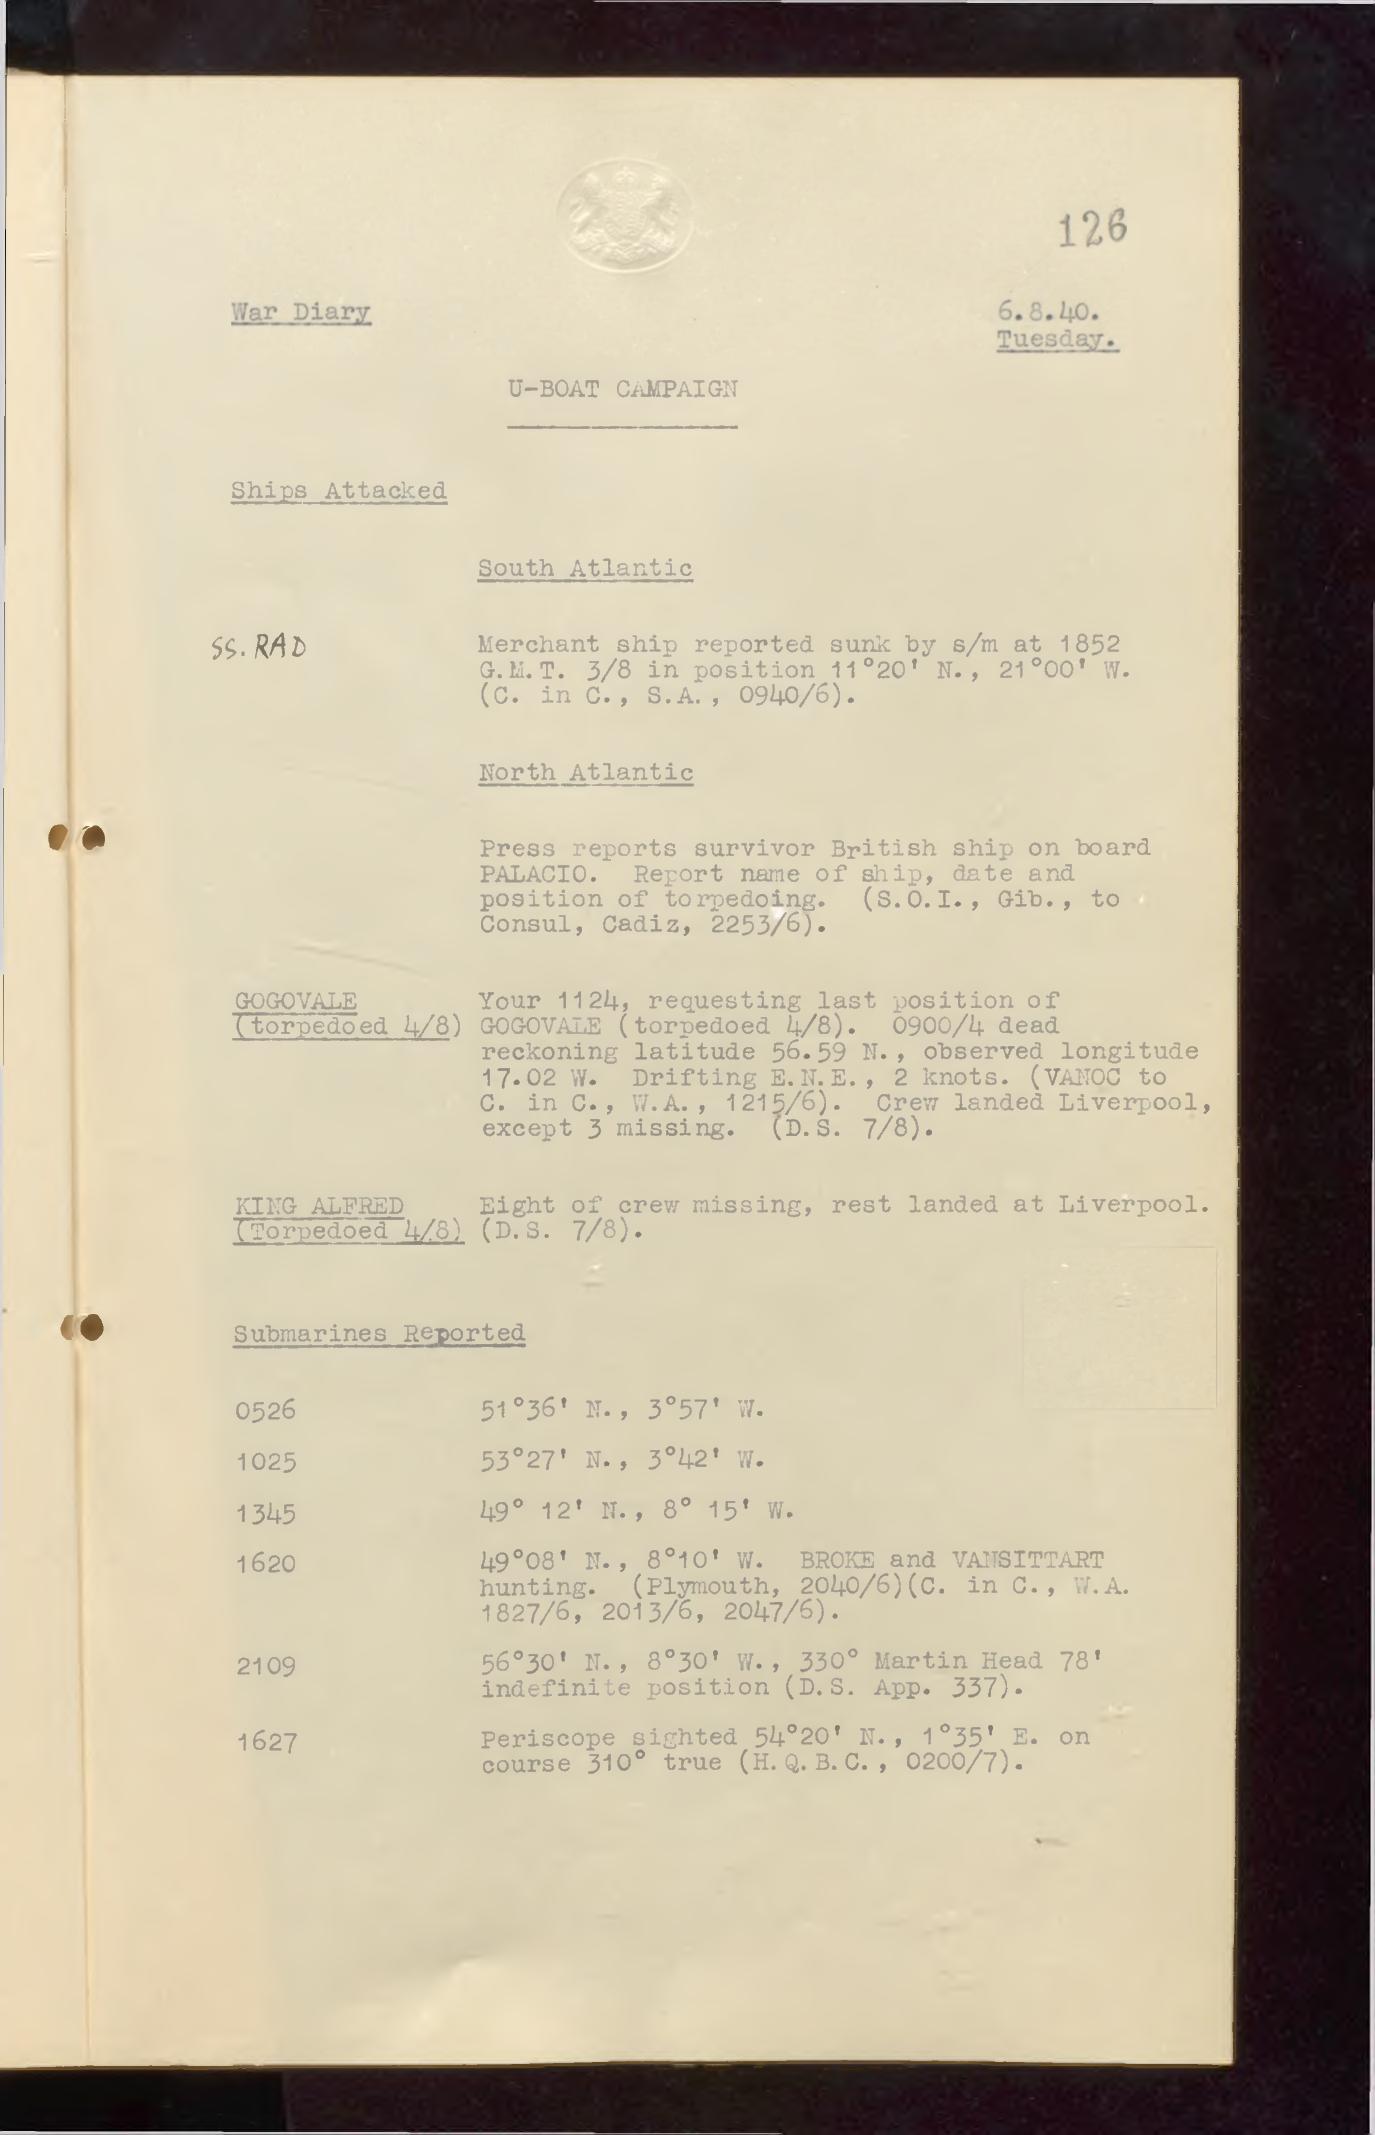 126
War Diary
6.8.40.
Tuesday.
U-BOAT CAMPAIGN
Ships Attacked
South Atlantic
SS. RAD
Merchant ship reported sunk by s/m at 1852
G.M.T. 3/8 in position 11°20' N., 21°00' W.
(C. in C., S.A., 0940/6).
North Atlantic
Press reports survivor British ship on board
PALACIO. Report name of ship, date and
position of torpedoing. (S.O.I., Gib., to
Consul, Cadiz, 2253/6).
GOGOVALE Your 1124, requesting last position of
(torpedoed 4/8) GOGOVALE (torpedoed 4/8). 0900/4 dead
reckoning latitude 56.59 N., observed longitude
17.02 W. Drifting E.N.E., 2 knots. (VANOC to
C. in C., W.A., 1215/6). Crew landed Liverpool,
except 3 missing. (D.S. 7/8).
KING ALFRED Eight of crew missing, rest landed at Liverpool.
(Torpedoed 4/8) (D.S. 7/8).
Submarines Reported
0526 51°36' N., 3°57' W.
1025 53°27' N., 3°42' W.
1345 49° 12' N., 8° 15' W.
1620 49°08' N., 8°10' W. BROKE and VANSITTART
hunting. (Plymouth, 2040/6)(C. in C., W.A.
1827/6, 2013/6, 2047/6).
2109 56°30' N., 8°30' W., 330° Martin Head 78'
indefinite position (D.S. App. 337).
1627 Periscope sighted 54°20' N., 1°35' E. on
course 310° true (H.Q.B.C., 0200/7).